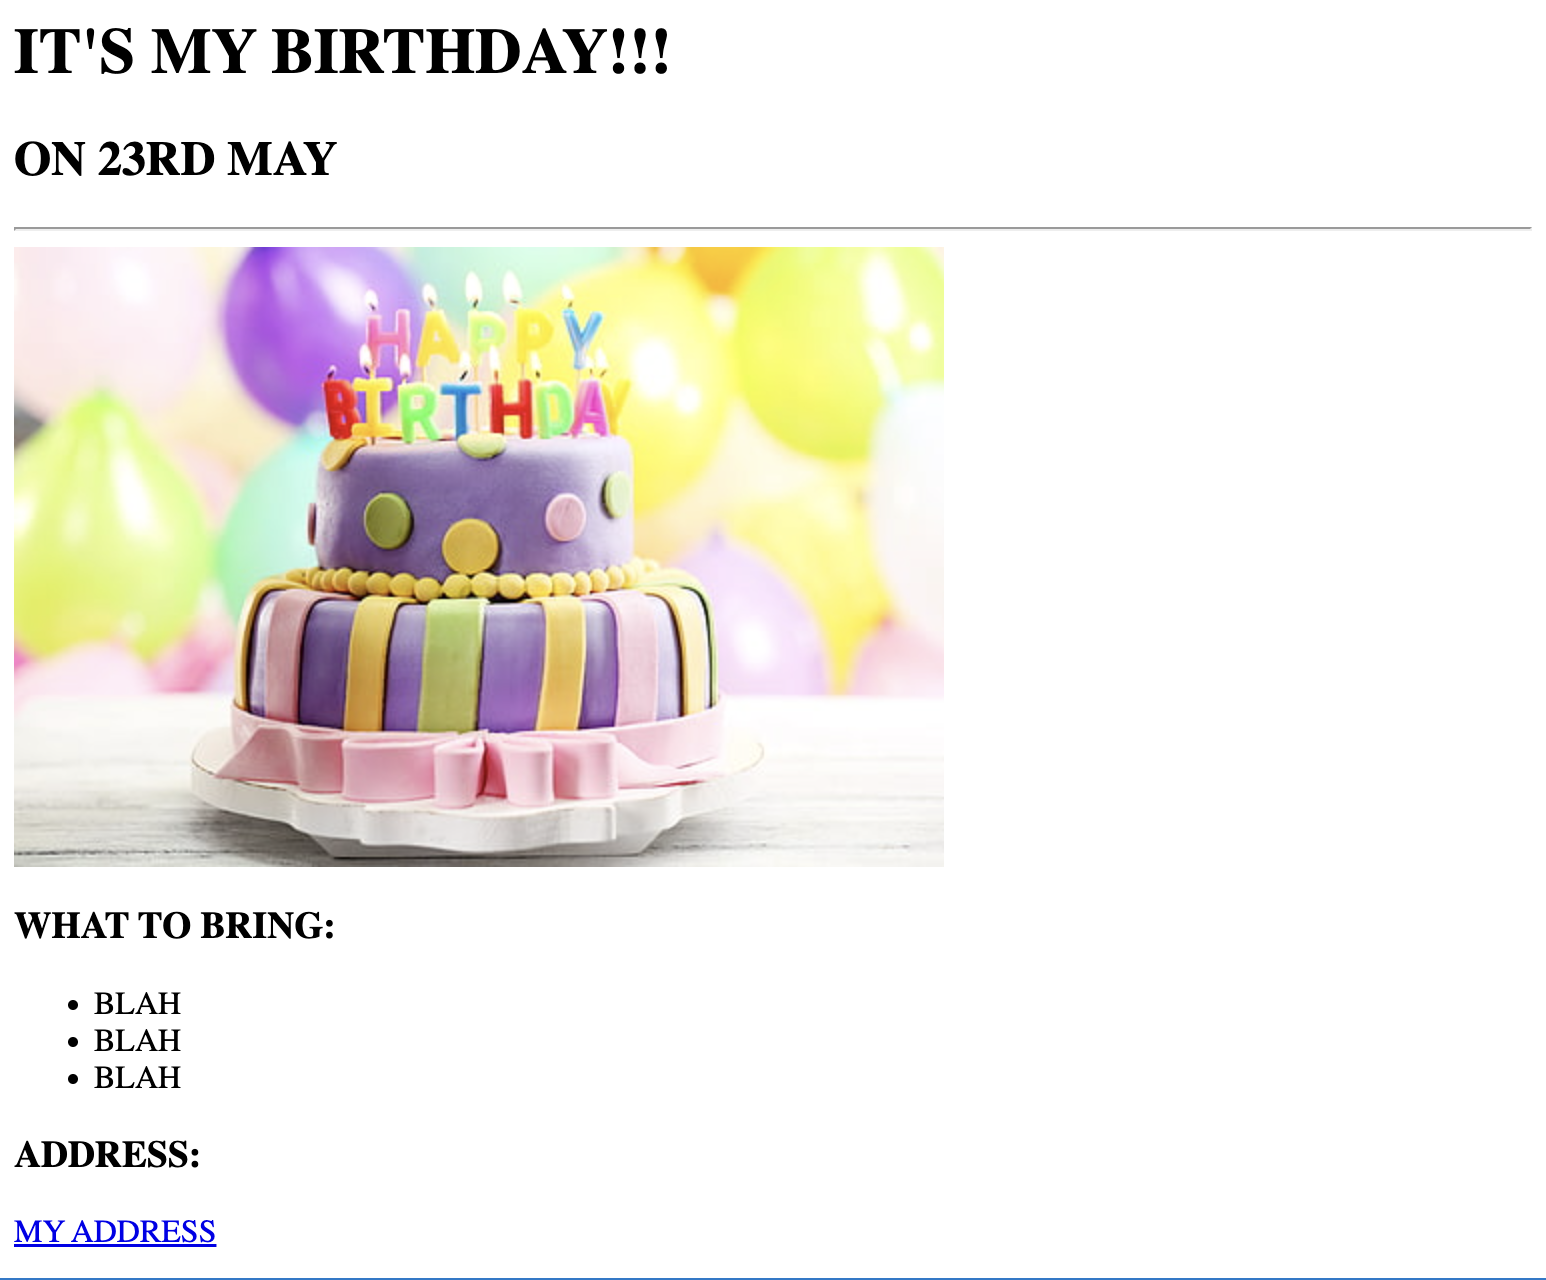 IT'S MY BIRTHDAY!!!
ON 23RD MAY
HAPPY
BIRTHDAY
WHAT TO BRING:
BLAH
BLAH
BLAH
ADDRESS:
MY ADDRESS